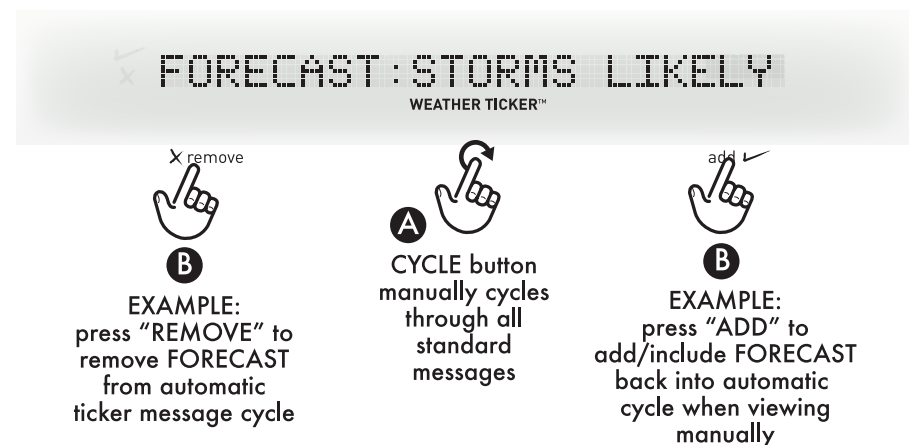 FORECAST:STORMS LIKELY
WEATHER TICKER™
✗ remove
add ✓
B
EXAMPLE:
press “REMOVE” to
remove FORECAST
from automatic
ticker message cycle
A
CYCLE button
manually cycles
through all
standard
messages
B
EXAMPLE:
press “ADD” to
add/include FORECAST
back into automatic
cycle when viewing
manually